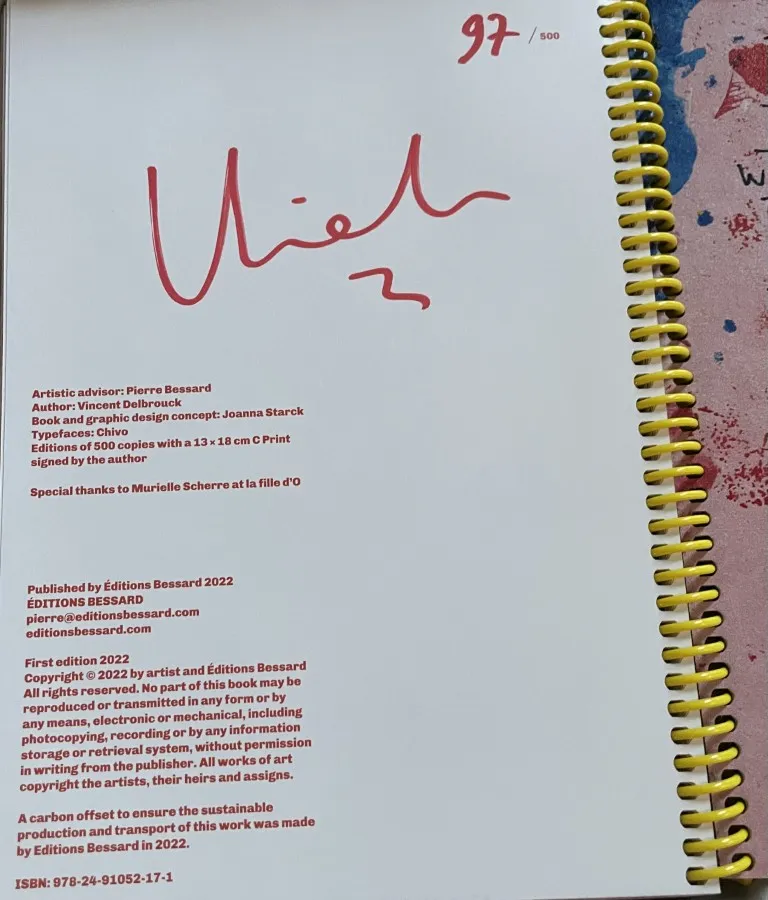 97 / 500
Artistic advisor: Pierre Bessard
Author: Vincent Delbrouck
Book and graphic design concept: Joanna Starck
Typefaces: Chivo
Editions of 500 copies with a 13 × 18 cm C Print
signed by the author
Special thanks to Murielle Scherre at la fille d'O
Published by Éditions Bessard 2022
ÉDITIONS BESSARD
pierre@editionsbessard.com
editionsbessard.com
First edition 2022
Copyright © 2022 by artist and Éditions Bessard
All rights reserved. No part of this book may be
reproduced or transmitted in any form or by
any means, electronic or mechanical, including
photocopying, recording or by any information
storage or retrieval system, without permission
in writing from the publisher. All works of art
copyright the artists, their heirs and assigns.
A carbon offset to ensure the sustainable
production and transport of this work was made
by Editions Bessard in 2022.
ISBN: 978-24-91052-17-1